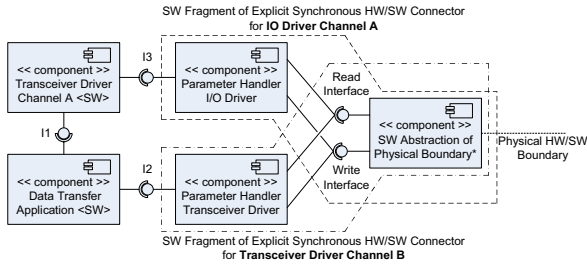 SW Fragment of Explicit Synchronous HW/SW Connector
for IO Driver Channel A
<< component >>
Transceiver Driver
Channel A <SW>
I3
<< component >>
Parameter Handler
I/O Driver
Read
Interface
<< component >>
SW Abstraction of
Physical Boundary*
Physical HW/SW
Boundary
I1
<< component >>
Data Transfer
Application <SW>
I2
<< component >>
Parameter Handler
Transceiver Driver
Write
Interface
SW Fragment of Explicit Synchronous HW/SW Connector
for Transceiver Driver Channel B